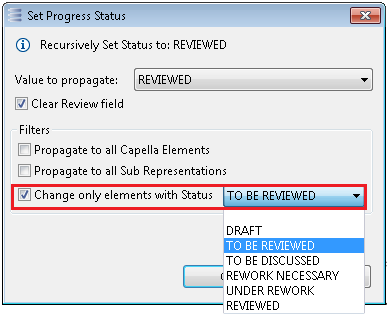 Set Progress Status
Recursively Set Status to: REVIEWED
Value to propagate: REVIEWED
Clear Review field
Filters
Propagate to all Capella Elements
Propagate to all Sub Representations
Change only elements with Status TO BE REVIEWED
DRAFT
TO BE REVIEWED
TO BE DISCUSSED
REWORK NECESSARY
UNDER REWORK
REVIEWED